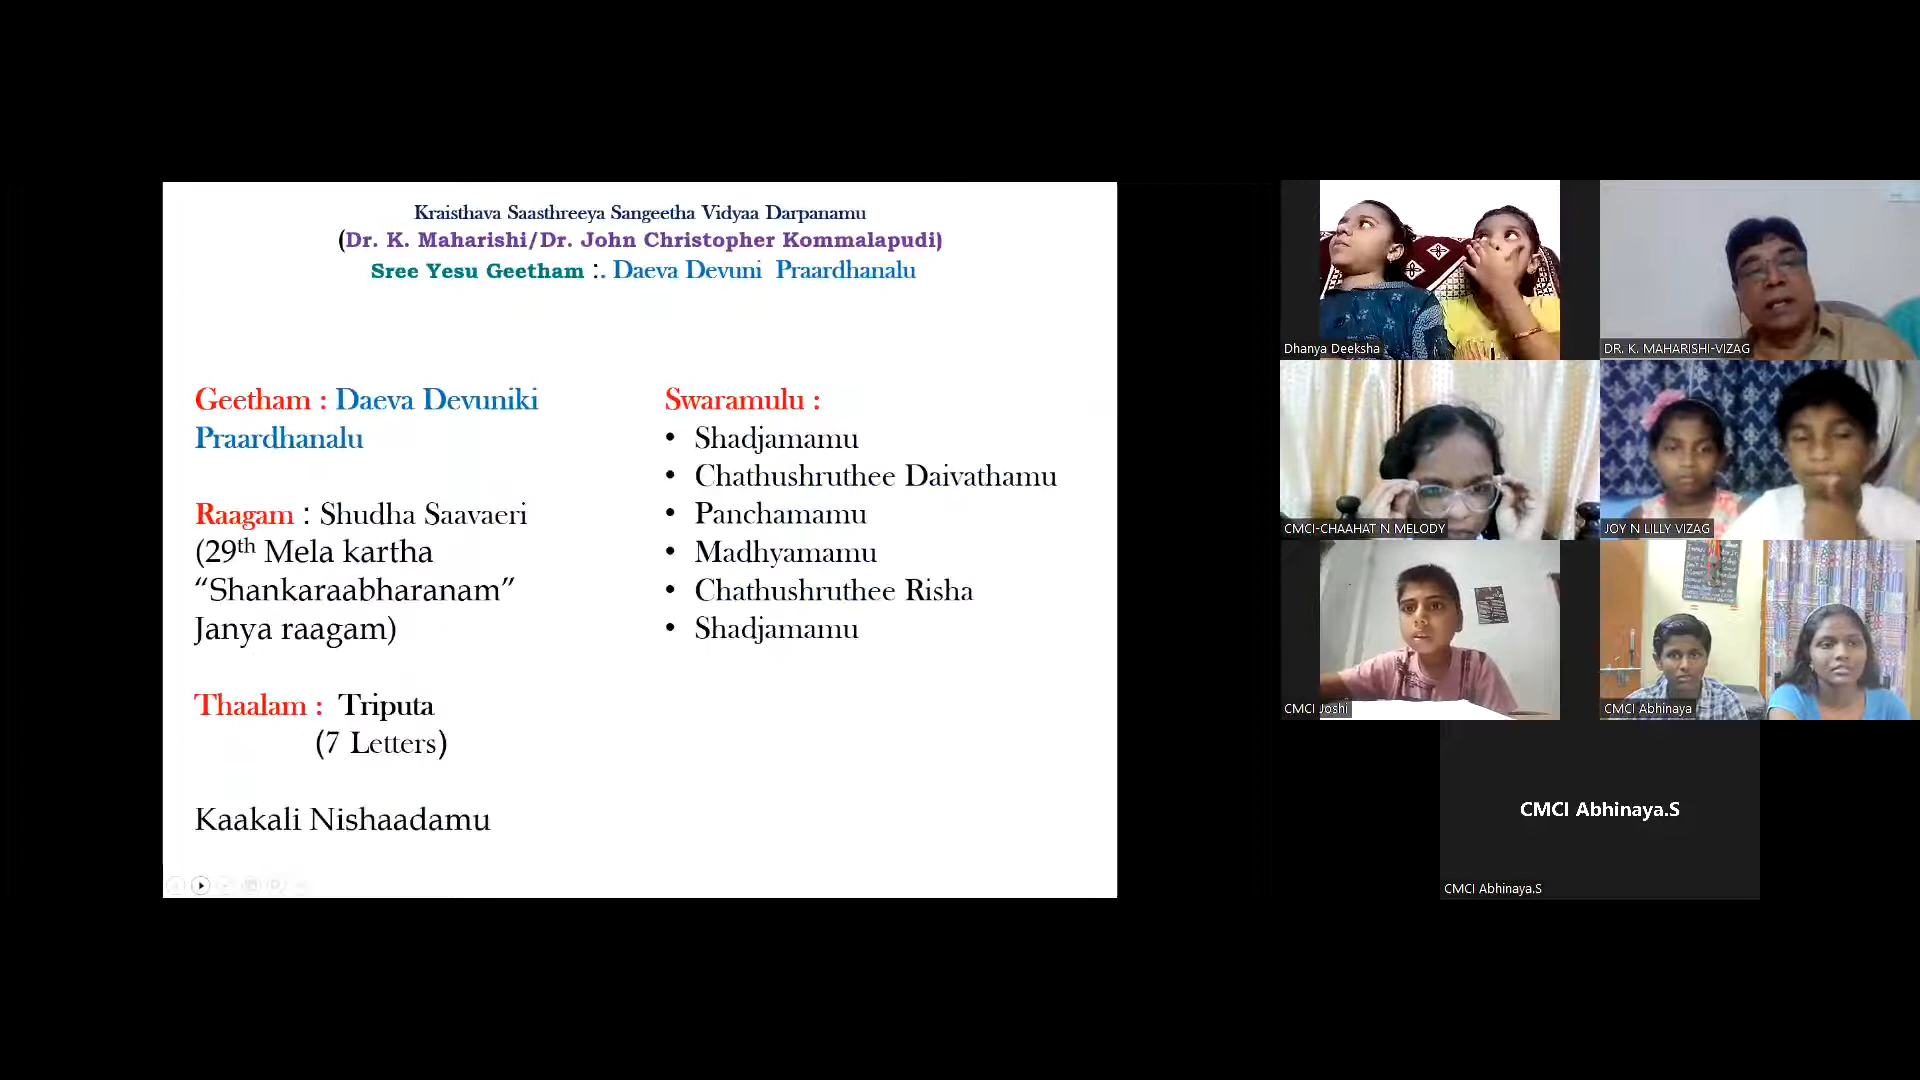 Kraisthava Saasthreeya Sangeetha Vidyaa Darpanamu
(Dr. K. Maharishi/Dr. John Christopher Kommalapudi)
Sree Yesu Geetham :. Daeva Devuni Praardhanalu
Geetham : Daeva Devuniki
Praardhanalu
Raagam : Shudha Saavaeri
(29th Mela kartha
“Shankaraabharanam”
Janya raagam)
Thaalam : Triputa
(7 Letters)
Kaakali Nishaadamu
Swaramulu :
• Shadjamamu
• Chathushruthee Daivathamu
• Panchamamu
• Madhyamamu
• Chathushruthee Risha
• Shadjamamu
Dhanya Deeksha
DR. K. MAHARISHI-VIZAG
CMCI-CHAAHAT N MELODY
JOY N LILLY VIZAG
CMCI Joshi
CMCI Abhinaya
CMCI Abhinaya.S
CMCI Abhinaya.S